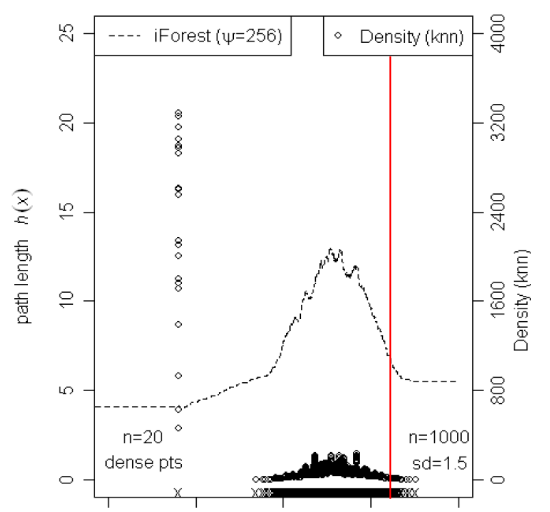 iForest (ψ=256)
Density (knn)
25
20
15
10
5
0
path length h(x)
4000
3200
2400
1600
800
0
Density (knn)
n=20
dense pts
n=1000
sd=1.5